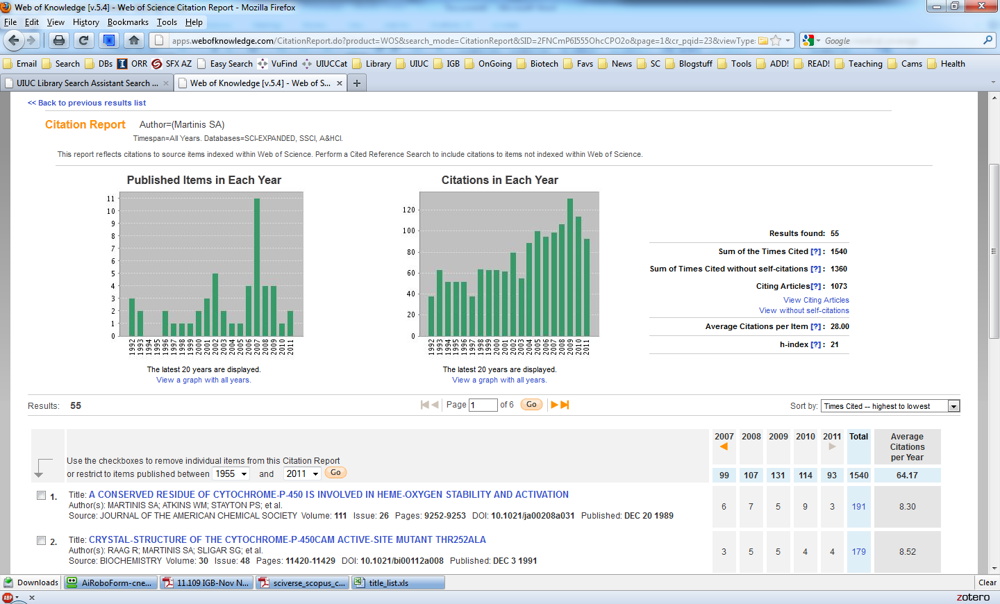 Web of Knowledge [v.5.4] - Web of Science Citation Report - Mozilla Firefox
File Edit View History Bookmarks Tools Help
apps.webofknowledge.com/CitationReport.do?product=WOS&search_mode=CitationReport&SID=2FNCmP6I555OhcCPO2o&page=1&cr_pqid=23&viewType: Google
Email Search DBs ORR SFX AZ Easy Search VuFind UIUCCat Library UIUC IGB OnGoing Biotech Favs News SC Blogstuff Tools ADD! READ! Teaching Cams Health
UIUC Library Search Assistant Search ... Web of Knowledge [v.5.4] - Web of S...
<< Back to previous results list
Citation Report Author=(Martinis SA)
Timespan=All Years. Databases=SCI-EXPANDED, SSCI, A&HCI.
This report reflects citations to source items indexed within Web of Science. Perform a Cited Reference Search to include citations to items not indexed within Web of Science.
Published Items in Each Year
11
10
9
8
7
6
5
4
3
2
1
0
1992 1993 1994 1995 1996 1997 1998 1999 2000 2001 2002 2003 2004 2005 2006 2007 2008 2009 2010 2011
The latest 20 years are displayed.
View a graph with all years.
Citations in Each Year
120
100
80
60
40
20
0
1992 1993 1994 1995 1996 1997 1998 1999 2000 2001 2002 2003 2004 2005 2006 2007 2008 2009 2010 2011
The latest 20 years are displayed.
View a graph with all years.
Results found: 55
Sum of the Times Cited [?] : 1540
Sum of Times Cited without self-citations [?] : 1360
Citing Articles[?] : 1073
View Citing Articles
View without self-citations
Average Citations per Item [?] : 28.00
h-index [?] : 21
Results: 55 Page 1 of 6 Go Sort by: Times Cited -- highest to lowest
2007 2008 2009 2010 2011 Total Average Citations per Year
Use the checkboxes to remove individual items from this Citation Report
or restrict to items published between 1955 and 2011 Go
99 107 131 114 93 1540 64.17
1. Title: A CONSERVED RESIDUE OF CYTOCHROME-P-450 IS INVOLVED IN HEME-OXYGEN STABILITY AND ACTIVATION
Author(s): MARTINIS SA; ATKINS WM; STAYTON PS; et al.
Source: JOURNAL OF THE AMERICAN CHEMICAL SOCIETY Volume: 111 Issue: 26 Pages: 9252-9253 DOI: 10.1021/ja00208a031 Published: DEC 20 1989
6 7 5 9 3 191 8.30
2. Title: CRYSTAL-STRUCTURE OF THE CYTOCHROME-P-450CAM ACTIVE-SITE MUTANT THR252ALA
Author(s): RAAG R; MARTINIS SA; SLIGAR SG; et al.
Source: BIOCHEMISTRY Volume: 30 Issue: 48 Pages: 11420-11429 DOI: 10.1021/bi00112a008 Published: DEC 3 1991
3 5 5 4 4 179 8.52
Downloads AiRoboForm-cne... 11.109 IGB-Nov N... sciverse_scopus_c... title_list.xls Clear
ABP zotero